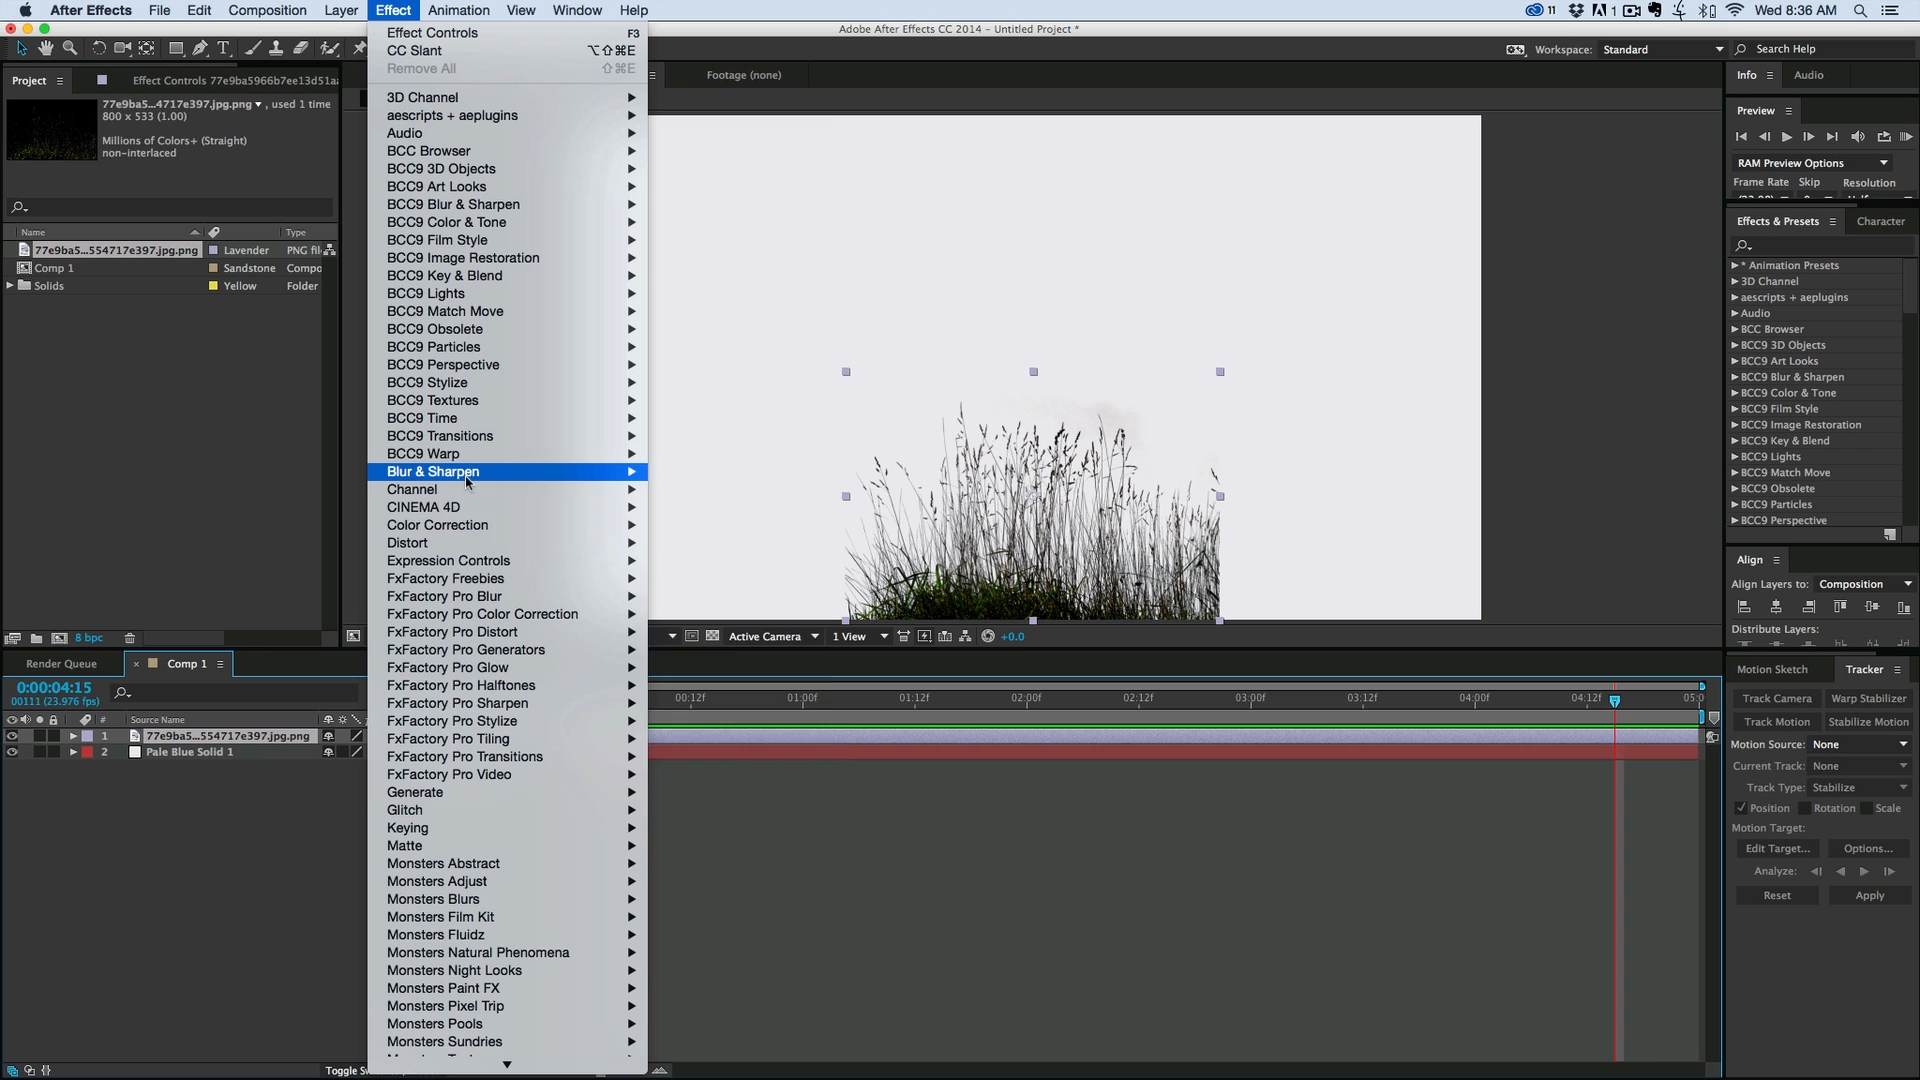 After Effects File Edit Composition Layer Effect Animation View Window Help 11 1 Wed 8:36 AM
Adobe After Effects CC 2014 – Untitled Project *
Workspace: Standard Search Help
Project Effect Controls 77e9ba5966b7ee13d51a
Footage (none)
Info Audio
77e9ba5...4717e397.jpg.png , used 1 time
800 x 533 (1.00)
Millions of Colors+ (Straight)
non-interlaced
Name Type
77e9ba5...554717e397.jpg.png Lavender PNG fil
Comp 1 Sandstone Compo
Solids Yellow Folder
8 bpc
Effect Controls F3
CC Slant ⌥⇧⌘E
Remove All ⇧⌘E
3D Channel
aescripts + aeplugins
Audio
BCC Browser
BCC9 3D Objects
BCC9 Art Looks
BCC9 Blur & Sharpen
BCC9 Color & Tone
BCC9 Film Style
BCC9 Image Restoration
BCC9 Key & Blend
BCC9 Lights
BCC9 Match Move
BCC9 Obsolete
BCC9 Particles
BCC9 Perspective
BCC9 Stylize
BCC9 Textures
BCC9 Time
BCC9 Transitions
BCC9 Warp
Blur & Sharpen
Channel
CINEMA 4D
Color Correction
Distort
Expression Controls
FxFactory Freebies
FxFactory Pro Blur
FxFactory Pro Color Correction
FxFactory Pro Distort
FxFactory Pro Generators
FxFactory Pro Glow
FxFactory Pro Halftones
FxFactory Pro Sharpen
FxFactory Pro Stylize
FxFactory Pro Tiling
FxFactory Pro Transitions
FxFactory Pro Video
Generate
Glitch
Keying
Matte
Monsters Abstract
Monsters Adjust
Monsters Blurs
Monsters Film Kit
Monsters Fluidz
Monsters Natural Phenomena
Monsters Night Looks
Monsters Paint FX
Monsters Pixel Trip
Monsters Pools
Monsters Sundries
Active Camera 1 View +0.0
Preview
RAM Preview Options
Frame Rate Skip Resolution
Effects & Presets Character
* Animation Presets
3D Channel
aescripts + aeplugins
Audio
BCC Browser
BCC9 3D Objects
BCC9 Art Looks
BCC9 Blur & Sharpen
BCC9 Color & Tone
BCC9 Film Style
BCC9 Image Restoration
BCC9 Key & Blend
BCC9 Lights
BCC9 Match Move
BCC9 Obsolete
BCC9 Particles
BCC9 Perspective
Align
Align Layers to: Composition
Distribute Layers:
Render Queue Comp 1
0:00:04:15
00111 (23.976 fps)
# Source Name
1 77e9ba5...554717e397.jpg.png
2 Pale Blue Solid 1
00:12f 01:00f 01:12f 02:00f 02:12f 03:00f 03:12f 04:00f 04:12f 05:0
Toggle S
Motion Sketch Tracker
Track Camera Warp Stabilizer
Track Motion Stabilize Motion
Motion Source: None
Current Track: None
Track Type: Stabilize
Position Rotation Scale
Motion Target:
Edit Target... Options...
Analyze:
Reset Apply